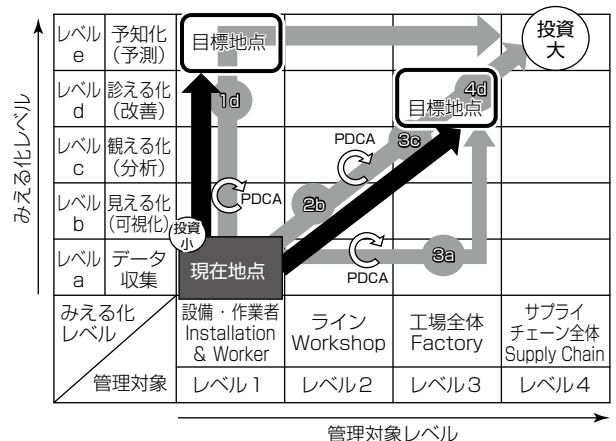 みえる化レベル
レベル
e
予知化
(予測)
目標地点
投資
大
レベル
d
診える化
(改善)
1d
目標地点
4d
レベル
c
観える化
(分析)
PDCA
3c
レベル
b
見える化
(可視化)
PDCA
2b
投資
小
レベル
a
データ
収集
現在地点
PDCA
3a
みえる化
レベル
管理対象
設備・作業者
Installation
& Worker
ライン
Workshop
工場全体
Factory
サプライ
チェーン全体
Supply Chain
レベル1
レベル2
レベル3
レベル4
管理対象レベル